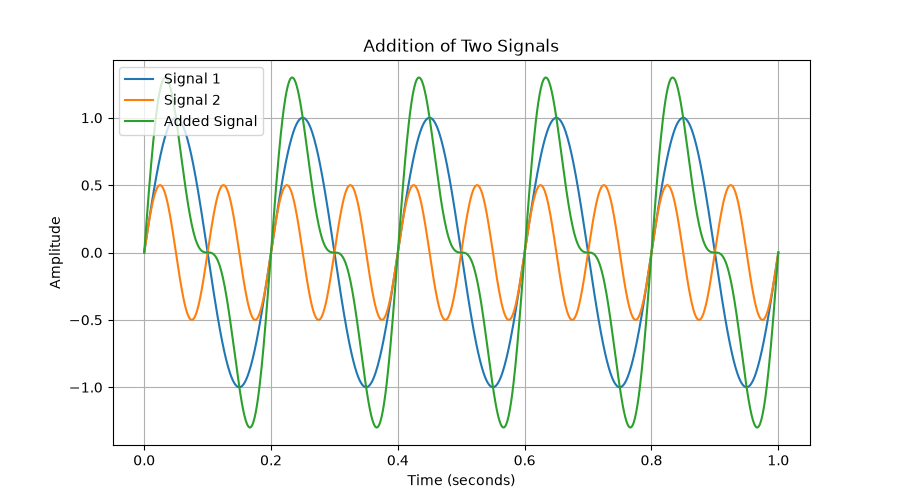 Addition of Two Signals
Signal 1
Signal 2
Added Signal
1.0
0.5
0.0
−0.5
−1.0
Amplitude
0.0 0.2 0.4 0.6 0.8 1.0
Time (seconds)